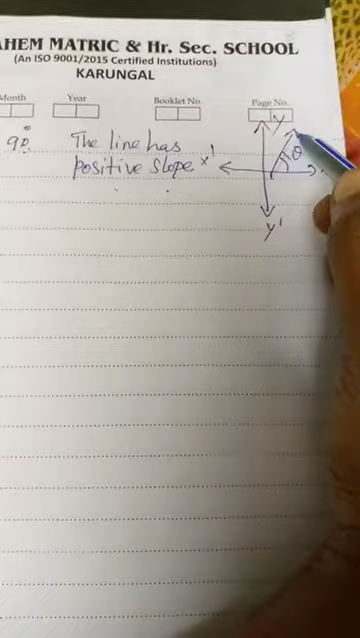 AHEM MATRIC & Hr. Sec. SCHOOL
(An ISO 9001/2015 Certified Institutions)
KARUNGAL
Month Year Booklet No. Page No.
90° The line has
positive slope
y
x'
θ
y'